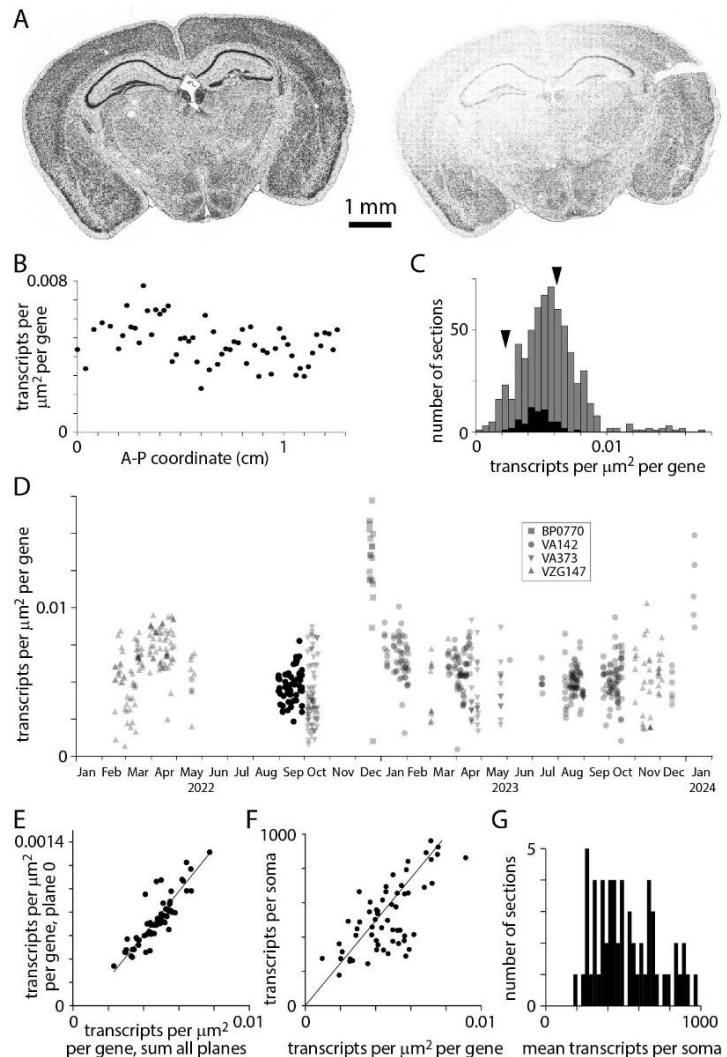 A
1 mm
B
0.008
transcripts per
μm² per gene
0
0
1
A-P coordinate (cm)
C
number of sections
50
0
0
0.01
transcripts per μm² per gene
D
transcripts per μm² per gene
0.01
0
BP0770
VA142
VA373
VZG147
Jan Feb Mar Apr May Jun Jul Aug Sep Oct Nov Dec Jan Feb Mar Apr May Jun Jul Aug Sep Oct Nov Dec Jan
2022 2023 2024
E
0.0014
transcripts per μm²
per gene, plane 0
0
0
0.01
transcripts per μm²
per gene, sum all planes
F
1000
transcripts per soma
0
0
0.01
transcripts per μm² per gene
G
5
number of sections
0
0
1000
mean transcripts per soma